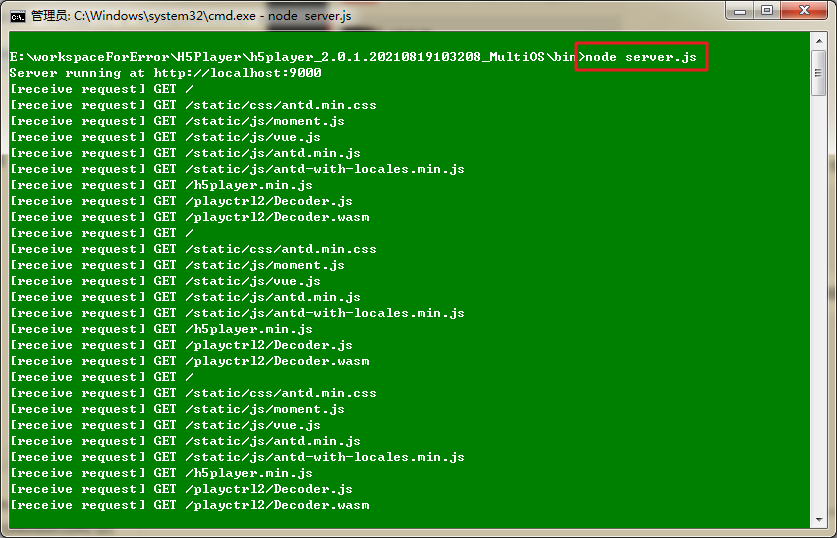 管理员: C:\Windows\system32\cmd.exe - node  server.js
E:\workspaceForError\H5Player\h5player_2.0.1.20210819103208_MultiOS\bin>node server.js
Server running at http://localhost:9000
[receive request] GET /
[receive request] GET /static/css/antd.min.css
[receive request] GET /static/js/moment.js
[receive request] GET /static/js/vue.js
[receive request] GET /static/js/antd.min.js
[receive request] GET /static/js/antd-with-locales.min.js
[receive request] GET /h5player.min.js
[receive request] GET /playctrl2/Decoder.js
[receive request] GET /playctrl2/Decoder.wasm
[receive request] GET /
[receive request] GET /static/css/antd.min.css
[receive request] GET /static/js/moment.js
[receive request] GET /static/js/vue.js
[receive request] GET /static/js/antd.min.js
[receive request] GET /static/js/antd-with-locales.min.js
[receive request] GET /h5player.min.js
[receive request] GET /playctrl2/Decoder.js
[receive request] GET /playctrl2/Decoder.wasm
[receive request] GET /
[receive request] GET /static/css/antd.min.css
[receive request] GET /static/js/moment.js
[receive request] GET /static/js/vue.js
[receive request] GET /static/js/antd.min.js
[receive request] GET /static/js/antd-with-locales.min.js
[receive request] GET /h5player.min.js
[receive request] GET /playctrl2/Decoder.js
[receive request] GET /playctrl2/Decoder.wasm